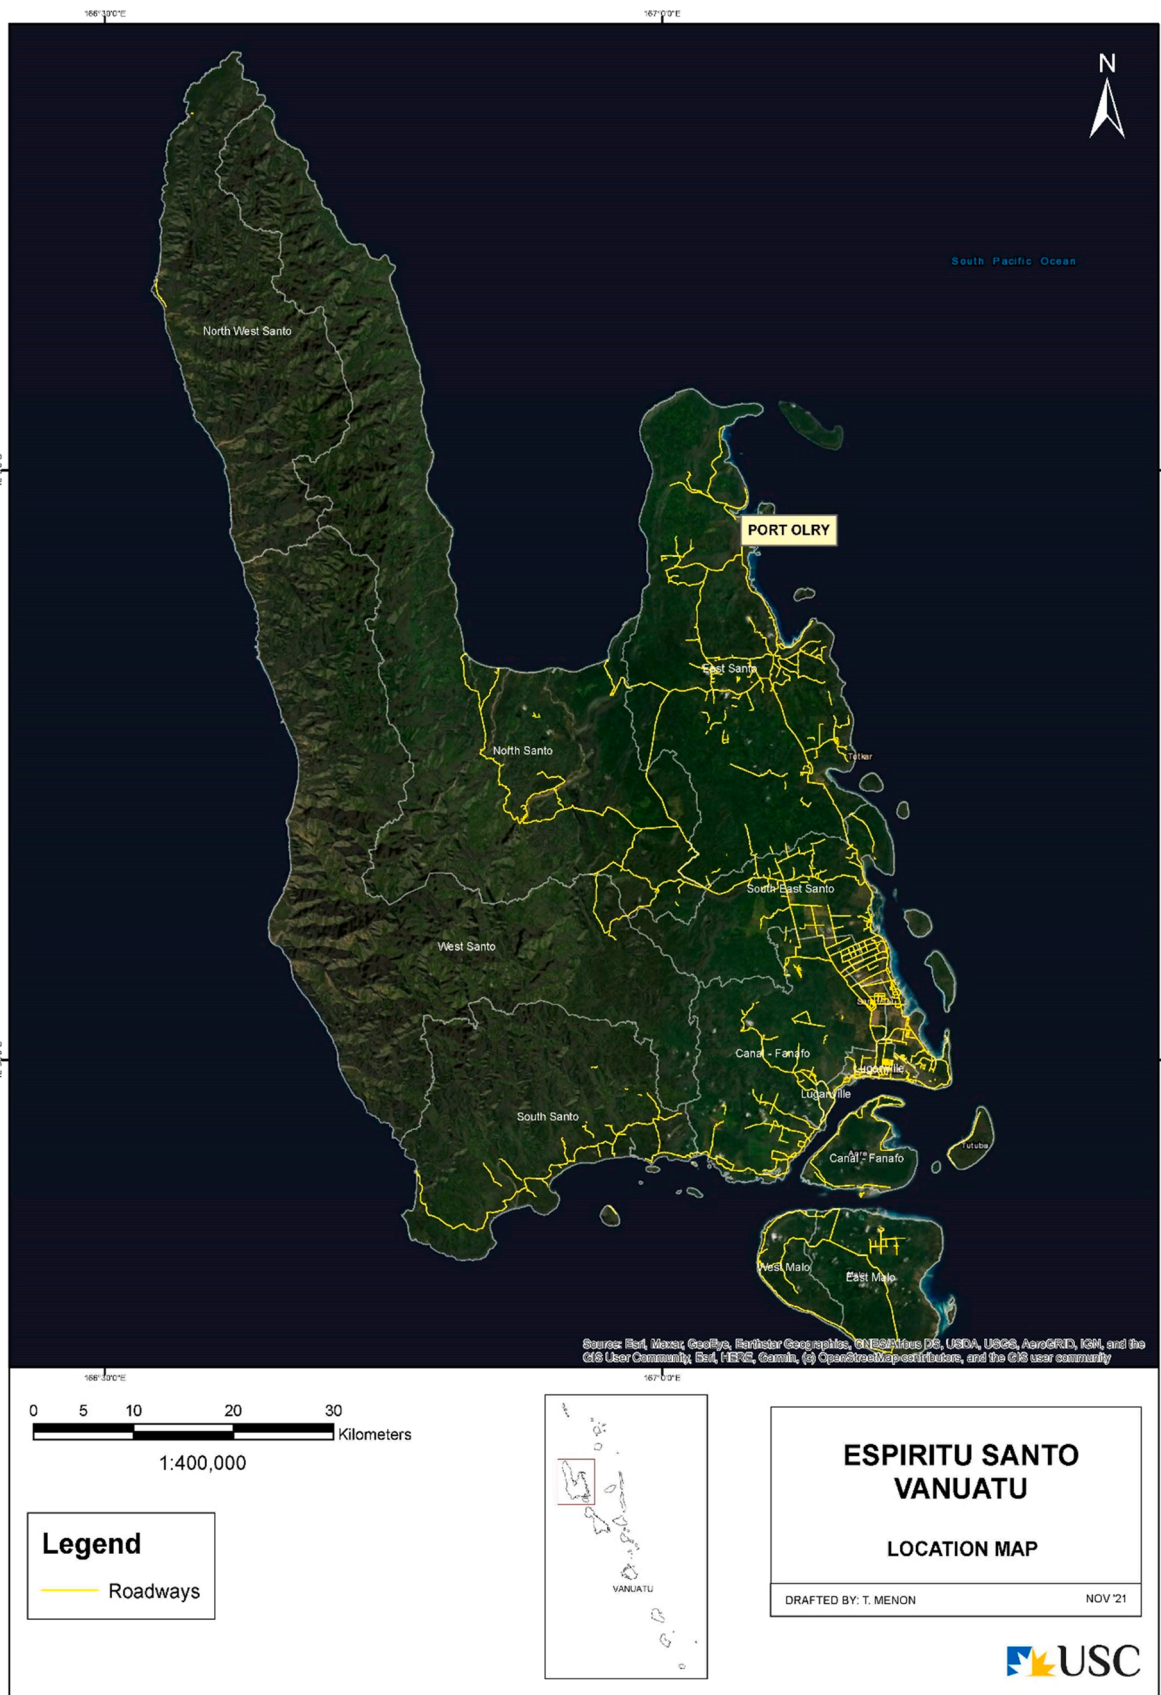 166°30'0"E
167°0'0"E
N
South Pacific Ocean
North West Santo
PORT OLRY
East Santo
North Santo
Totkar
South East Santo
West Santo
Canal - Fanafo
Luganville
Luganville
South Santo
Aore
Canal - Fanafo
Tutuba
West Malo
East Malo
Source: Esri, Maxar, GeoEye, Earthstar Geographics, CNES/Airbus DS, USDA, USGS, AeroGRID, IGN, and the
GIS User Community, Esri, HERE, Garmin, (c) OpenStreetMap contributors, and the GIS user community
166°30'0"E
167°0'0"E
0 5 10 20 30
Kilometers
1:400,000
Legend
Roadways
VANUATU
ESPIRITU SANTO
VANUATU
LOCATION MAP
DRAFTED BY: T. MENON
NOV '21
USC